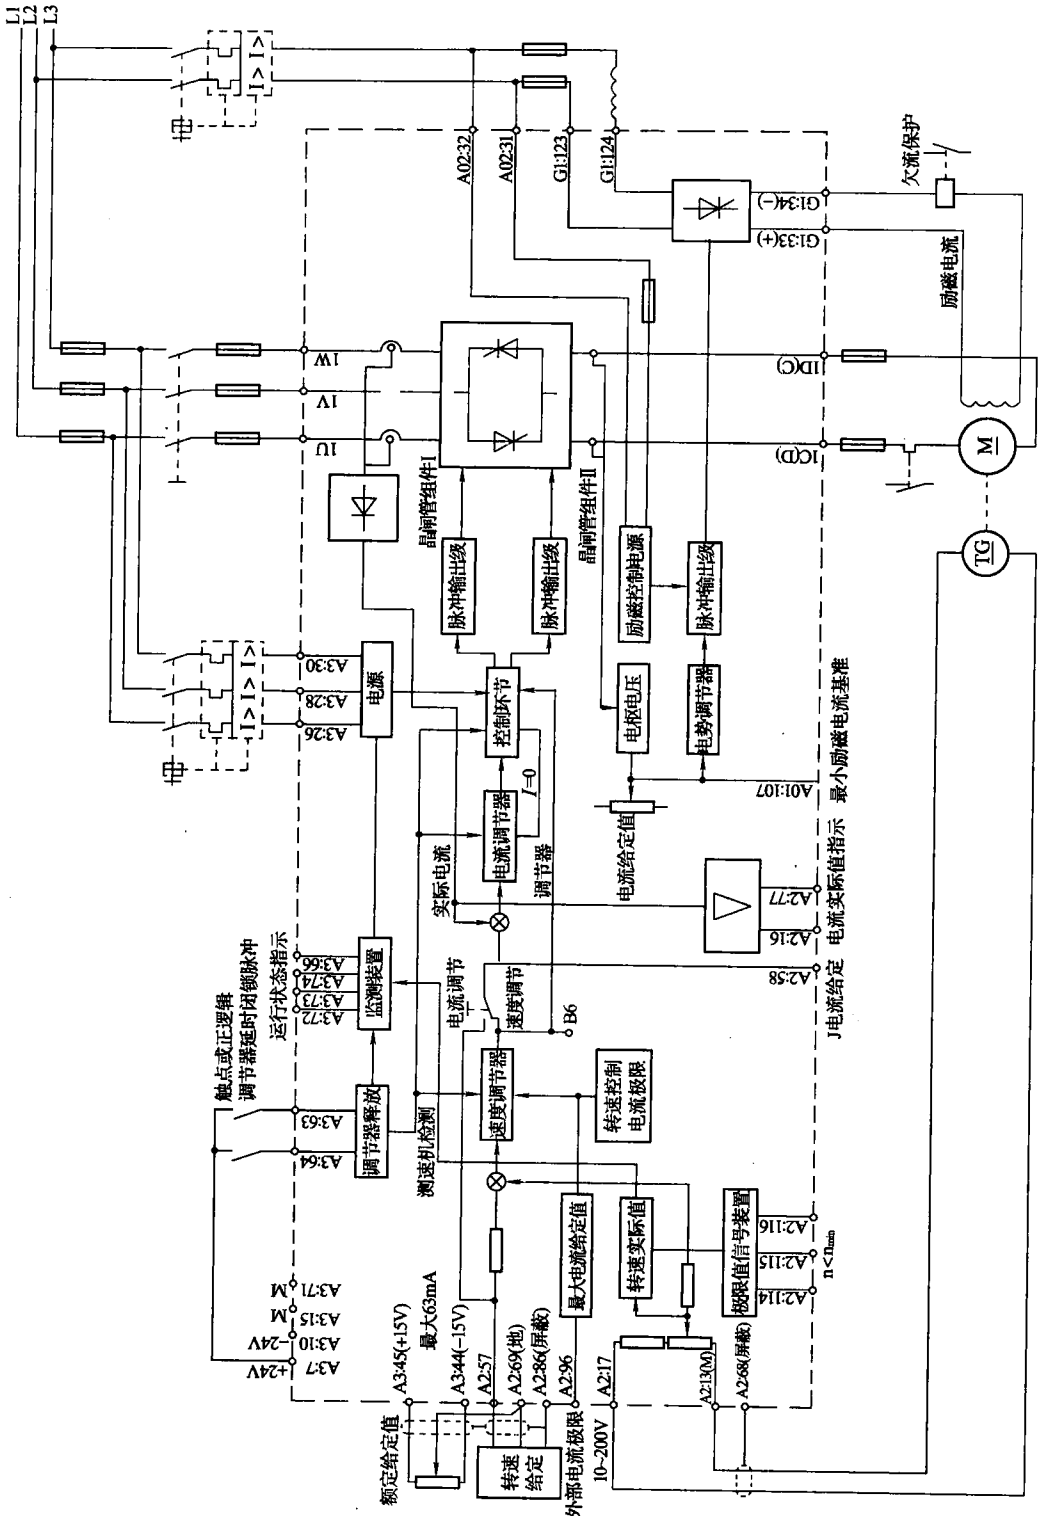 L1
L2
L3
I>
I>
A02:32
A02:31
G1:123
G1:124
欠流保护
G1:34(−)
G1:33(+)
励磁电流
1W
1V
1U
1D(C)
1C(D)
M
TG
晶闸管组件I
晶闸管组件II
脉冲输出级
脉冲输出级
励磁控制电源
脉冲输出级
I>
I>
I>
A3:30
A3:28
A3:26
电源
控制环节
电枢电压
电势调节器
电流调节器
I=0
调节器
实际电流
电流给定值
A01:107
最小励磁电流基准
运行状态指示
A3:66
A3:74
A3:73
A3:72
监测装置
触点或正逻辑
调节器延时闭锁脉冲
A3:63
A3:64
调节器释放
测速机检测
电流调节
速度调节
B6
速度调节器
转速控制
电流极限
A2:77
A2:16
电流实际值指示
A2:58
J电流给定
最大电流给定值
转速实际值
极限值信号装置
A2:116
A2:115
A2:114
n<nmin
A3:71
M
A3:15
M
A3:10
−24V
A3:7
+24V
A3:45(+15V)
最大63mA
A3:44(−15V)
A2:57
A2:69(地)
A2:86(屏蔽)
A2:96
A2:17
A2:13(M)
A2:68(屏蔽)
额定给定值
转速
给定
外部电流极限
10~200V